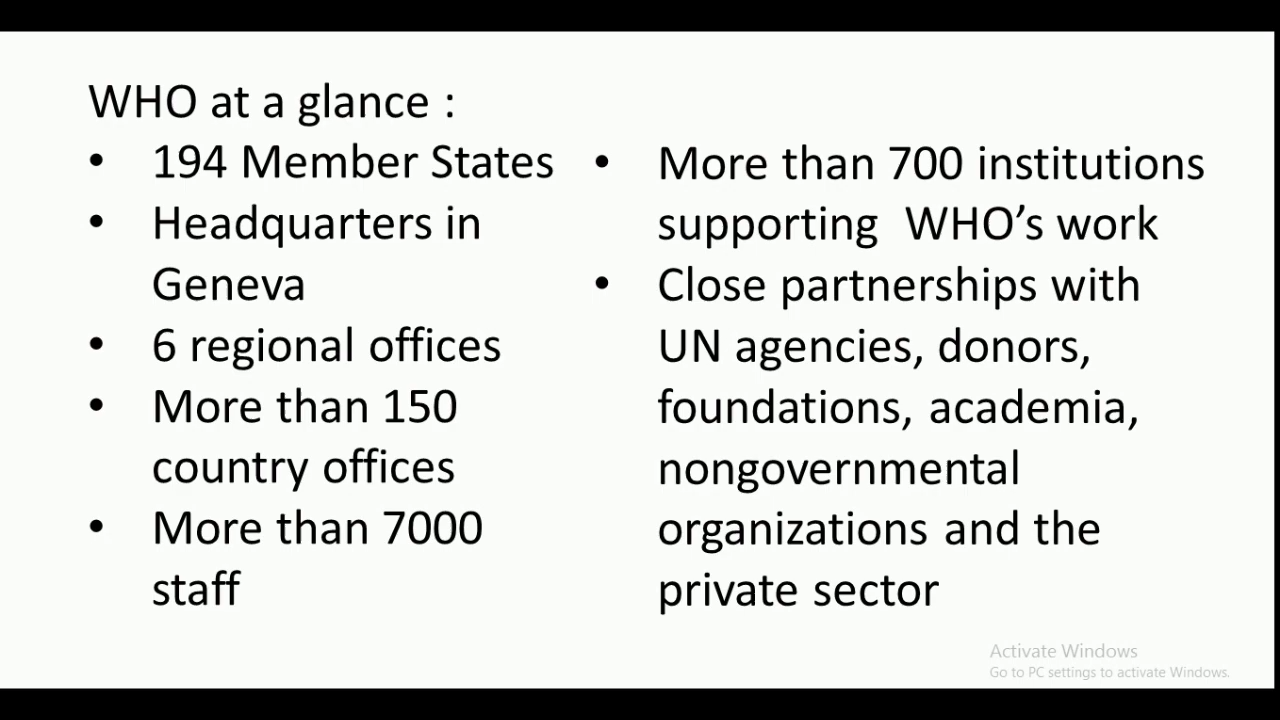 WHO at a glance :
• 194 Member States
• Headquarters in
Geneva
• 6 regional offices
• More than 150
country offices
• More than 7000
staff
• More than 700 institutions
supporting  WHO’s work
• Close partnerships with
UN agencies, donors,
foundations, academia,
nongovernmental
organizations and the
private sector
Activate Windows
Go to PC settings to activate Windows.